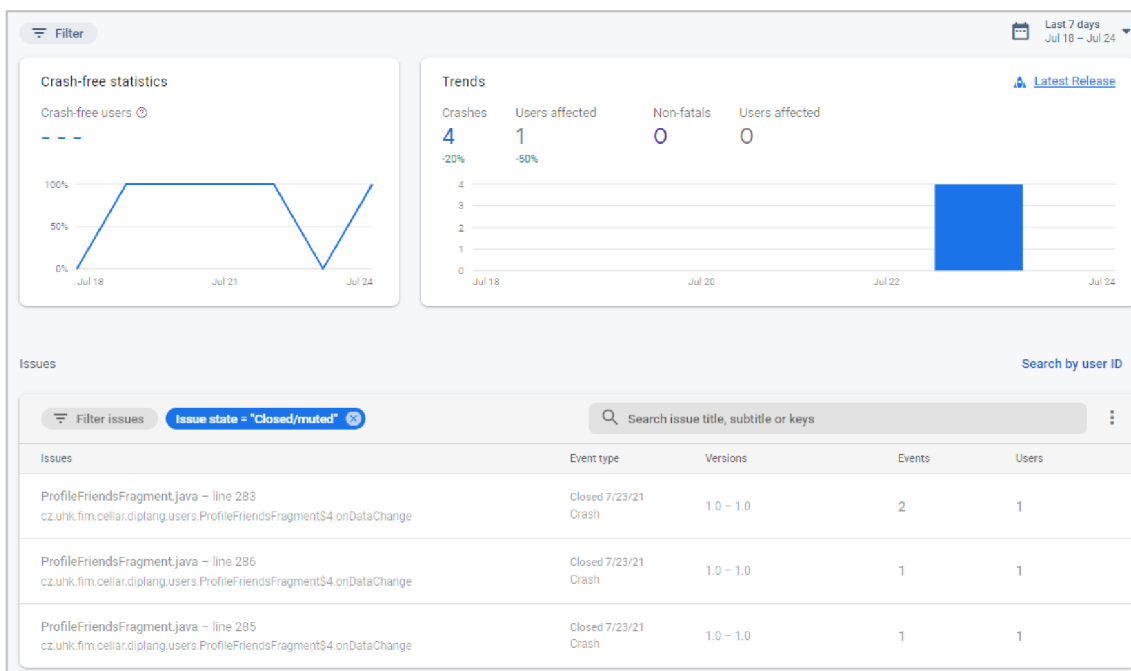 Filter
Last 7 days
Jul 18 – Jul 24
Crash-free statistics
Crash-free users
- - -
100%
50%
0%
Jul 18
Jul 21
Jul 24
Trends
Latest Release
Crashes
Users affected
Non-fatals
Users affected
4
1
0
0
-20%
-50%
4
3
2
1
0
Jul 18
Jul 20
Jul 22
Jul 24
Issues
Search by user ID
Filter issues
Issue state = "Closed/muted"
Search issue title, subtitle or keys
Issues
Event type
Versions
Events
Users
ProfileFriendsFragment.java – line 283
cz.uhk.fim.cellar.diplang.users.ProfileFriendsFragment$4.onDataChange
Closed 7/23/21
Crash
1.0 – 1.0
2
1
ProfileFriendsFragment.java – line 286
cz.uhk.fim.cellar.diplang.users.ProfileFriendsFragment$4.onDataChange
Closed 7/23/21
Crash
1.0 – 1.0
1
1
ProfileFriendsFragment.java – line 285
cz.uhk.fim.cellar.diplang.users.ProfileFriendsFragment$4.onDataChange
Closed 7/23/21
Crash
1.0 – 1.0
1
1